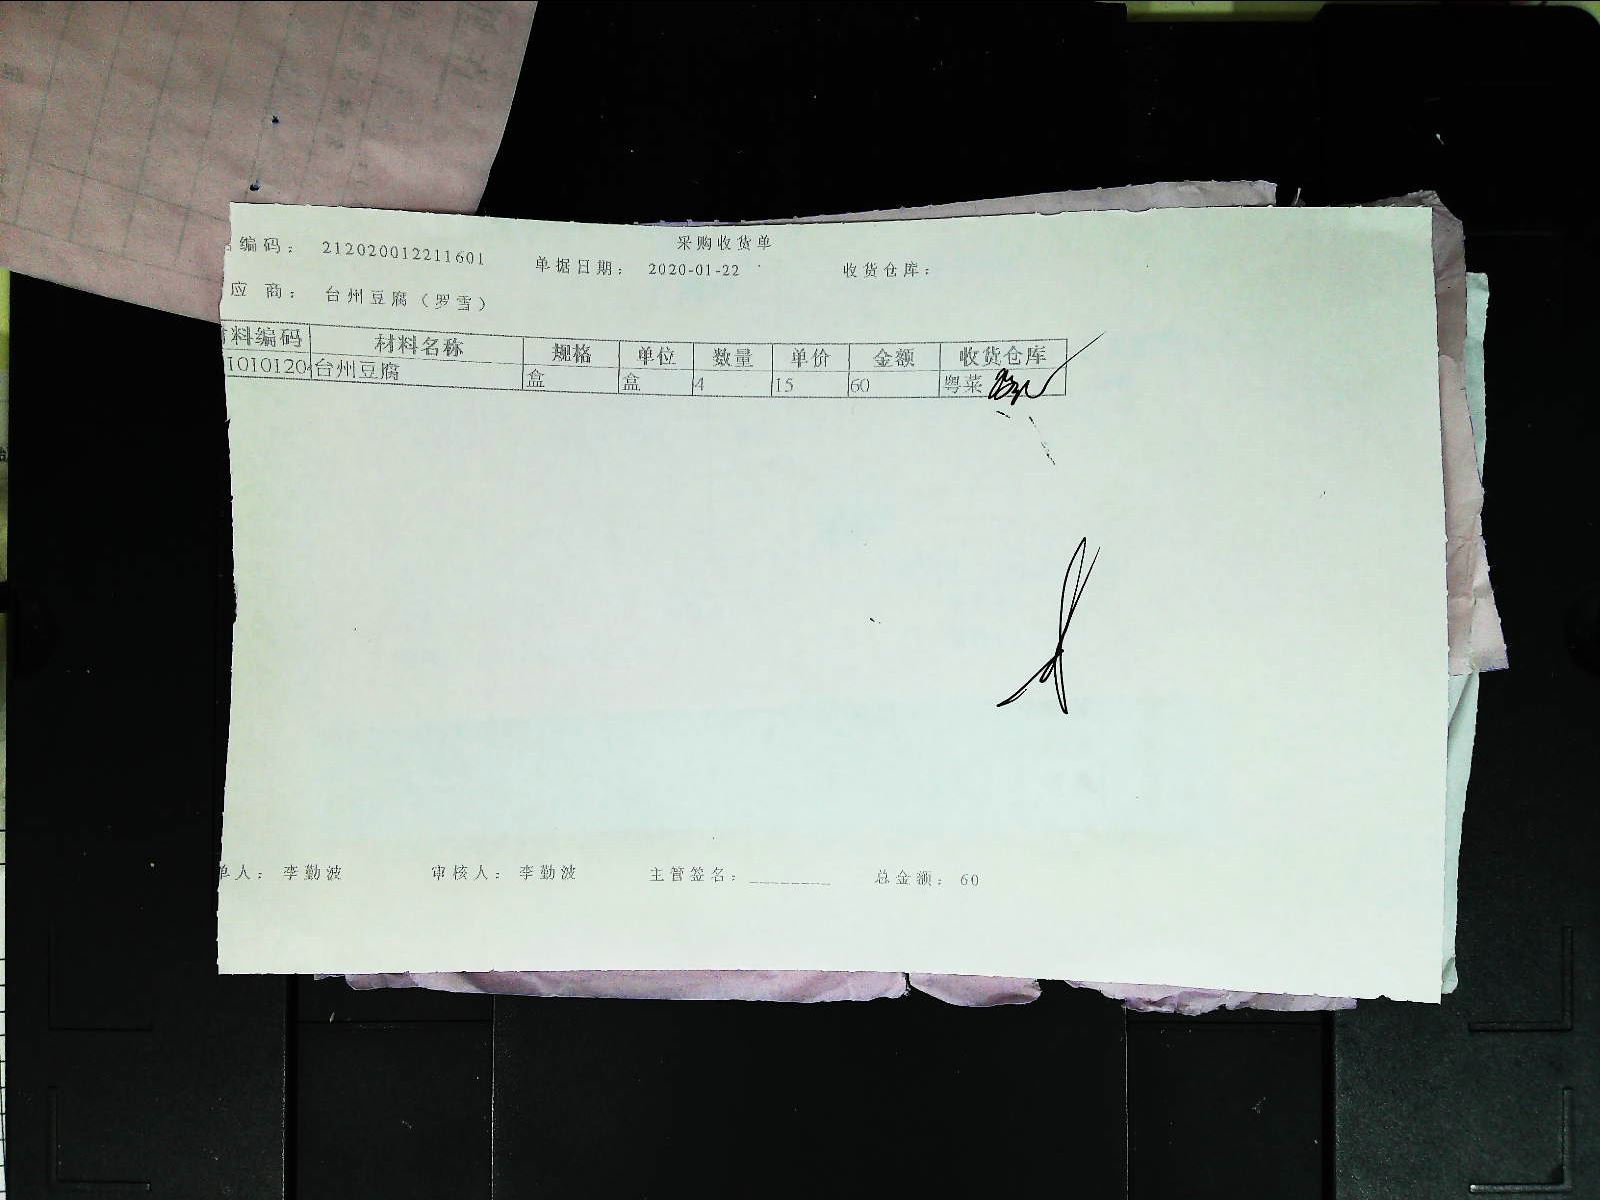 采购收货单
编码: 212020012211601 单据日期: 2020-01-22 收货仓库:
应 商: 台州豆腐(罗雪)
料编码 材料名称 规格 单位 数量 单价 金额 收货仓库
1010120 台州豆腐 盒 盒 4 15 60 粤菜
单人: 李勤波 审核人: 李勤波 主管签名: ________ 总金额: 60